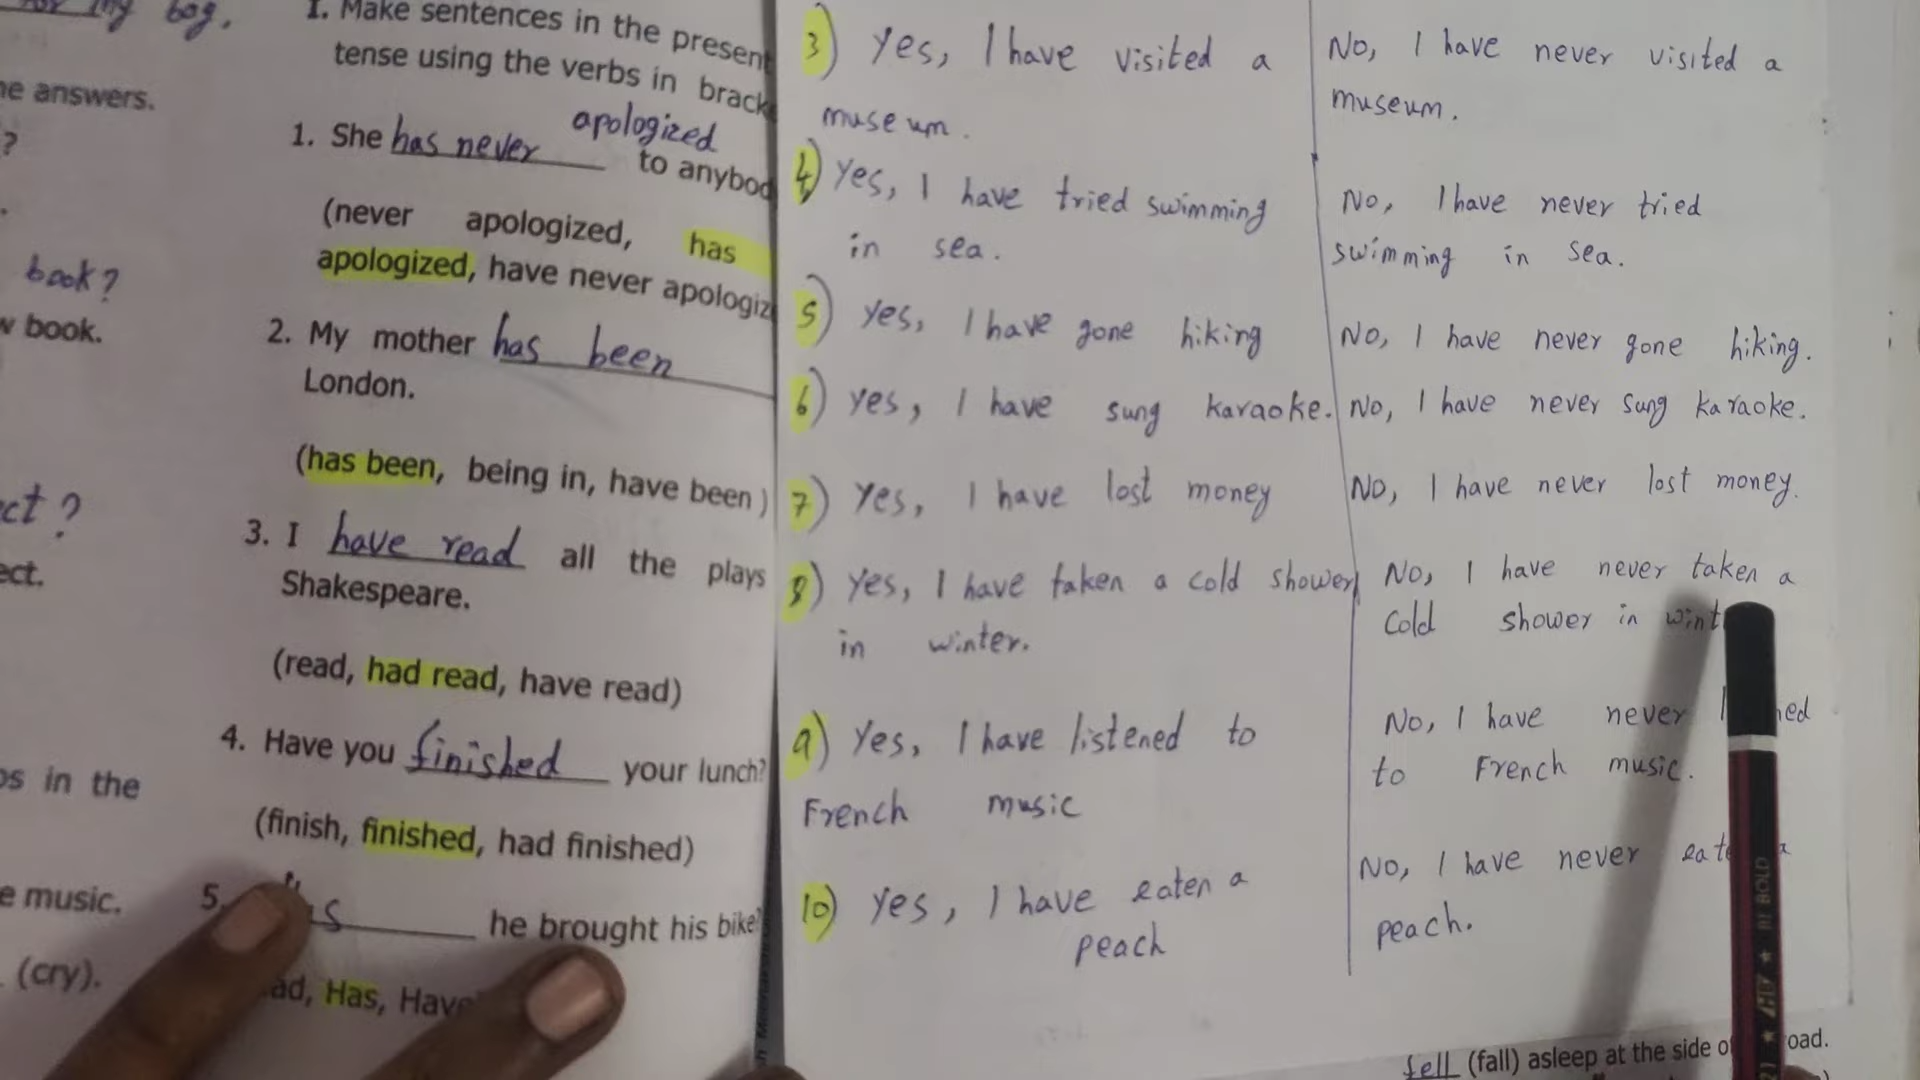 for my bag.
he answers.
?
book?
w book.
ect?
ect.
ps in the
e music.
(cry).
I. Make sentences in the present
tense using the verbs in brack
apologized
1. She has never to anybod
(never apologized, has
apologized, have never apologiz
2. My mother has been
London.
(has been, being in, have been )
3. I have read all the plays
Shakespeare.
(read, had read, have read)
4. Have you finished your lunch?
(finish, finished, had finished)
5. he brought his bike?
ad, Has, Have
3) Yes, I have visited a
museum.
No, I have never visited a
museum.
4) Yes, I have tried swimming
in sea.
No, I have never tried
swimming in sea.
5) Yes, I have gone hiking
No, I have never gone hiking.
6) Yes, I have sung karaoke.
No, I have never sung karaoke.
7) Yes, I have lost money
No, I have never lost money.
8) Yes, I have taken a cold shower
in winter.
No, I have never taken a
cold shower in wint
9) Yes, I have listened to
French music
No, I have never
to French music.
10) Yes, I have eaten a
peach
No, I have never eate a
peach.
fell (fall) asleep at the side o oad.
BOLD